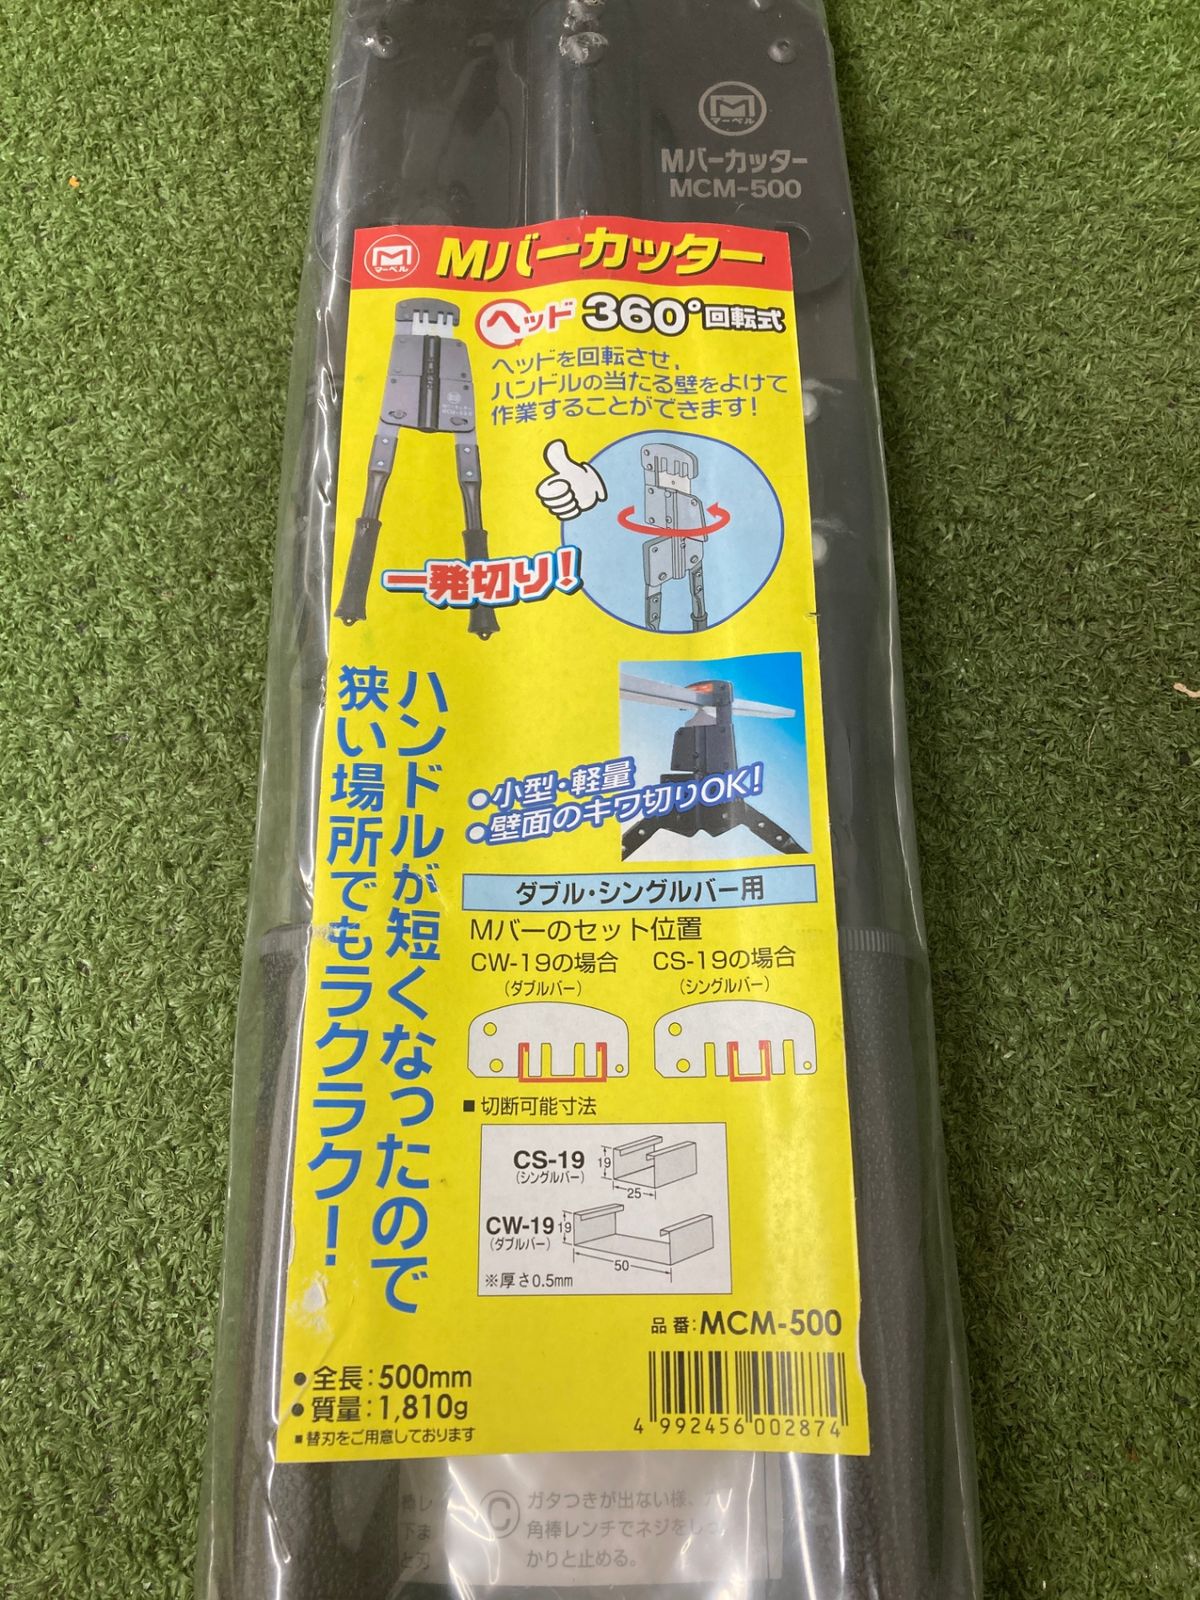 マーベル
Mバーカッター
MCM-500
マーベル
Mバーカッター
ヘッド360°回転式
ヘッドを回転させ、
ハンドルの当たる壁をよけて
作業することができます!
一発切り!
ハンドルが短くなったので
狭い場所でもラクラク!
●小型・軽量
●壁面のキワ切りOK!
ダブル・シングルバー用
Mバーのセット位置
CW-19の場合
(ダブルバー)
CS-19の場合
(シングルバー)
■切断可能寸法
CS-19
(シングルバー)
19
25
CW-19
(ダブルバー)
19
50
※厚さ0.5mm
品番:MCM-500
●全長:500mm
●質量:1,810g
■替刃をご用意しております
4 992456 002874
C
ガタつきが出ない様、
角棒レンチでネジをしっ
かりと止める。
下ま
と刃